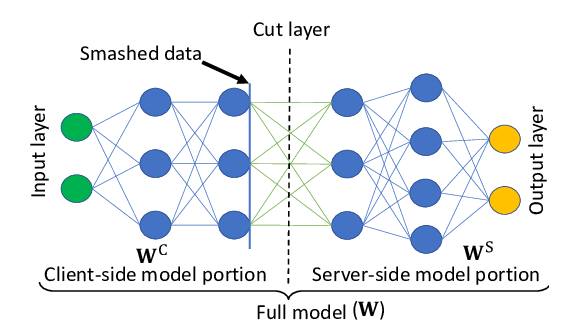 Cut layer
Smashed data
Input layer
Output layer
W^C
W^S
Client-side model portion
Server-side model portion
Full model (W)